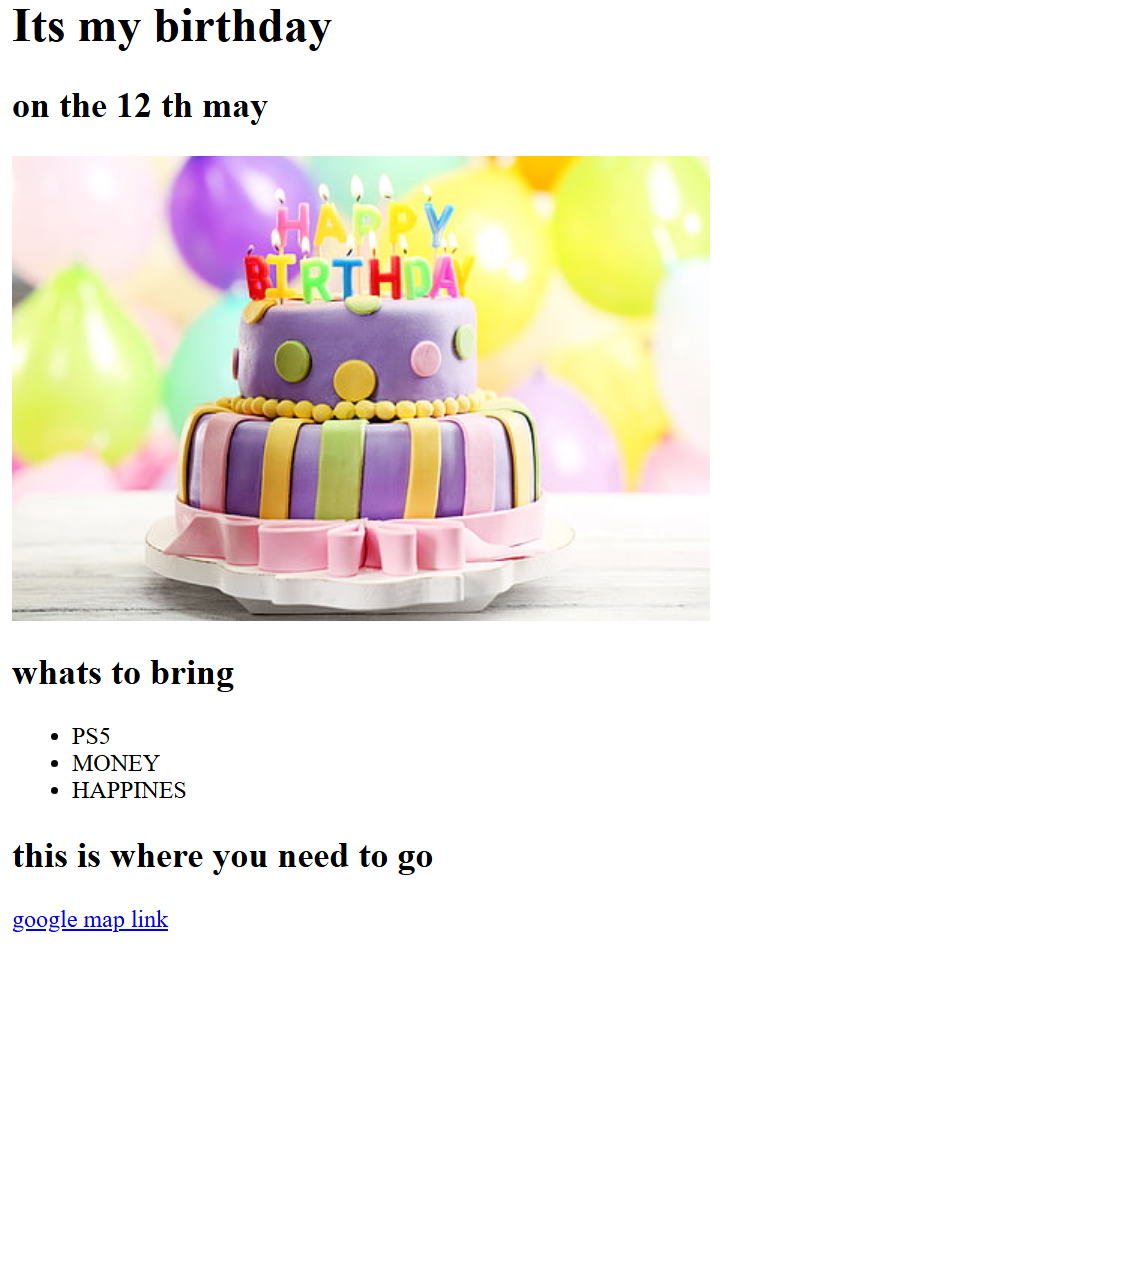 Its my birthday
on the 12 th may
HAPPY
BIRTHDAY
whats to bring
PS5
MONEY
HAPPINES
this is where you need to go
google map link